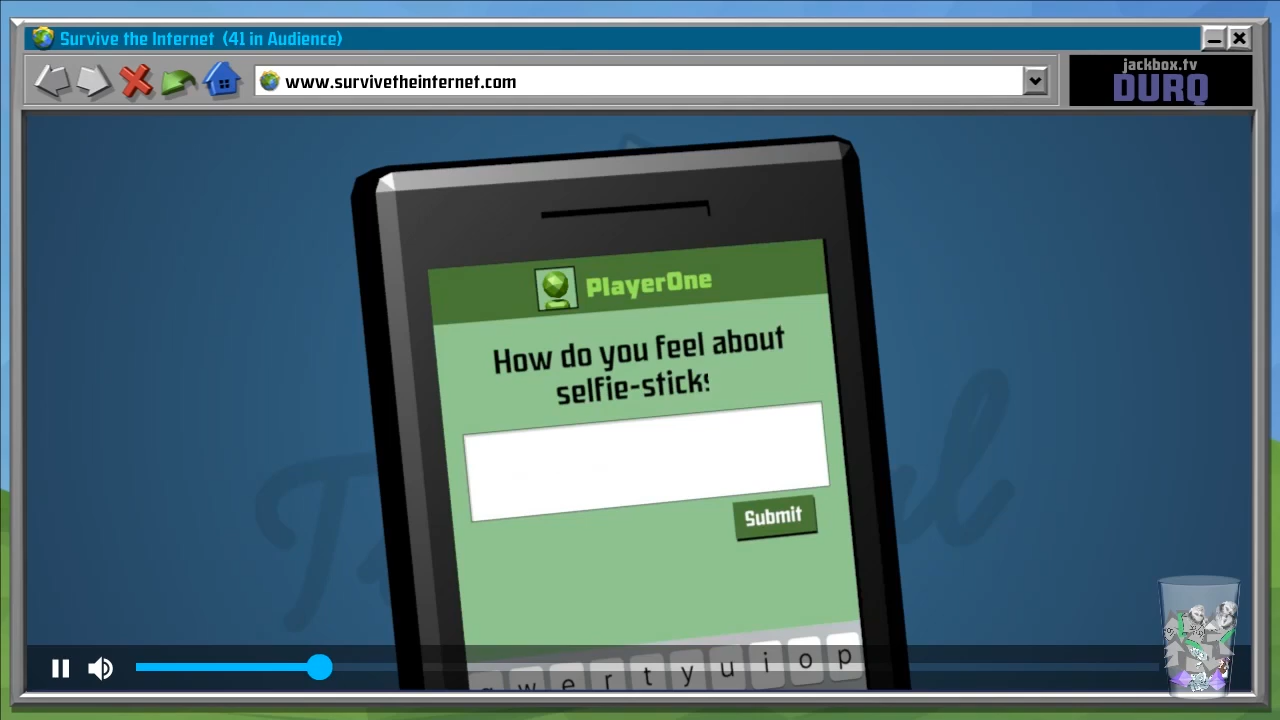 Survive the Internet (41 in Audience)
www.survivetheinternet.com
jackbox.tv
DURQ
PlayerOne
How do you feel about
selfie-sticks
Submit
w e r t y u i o p